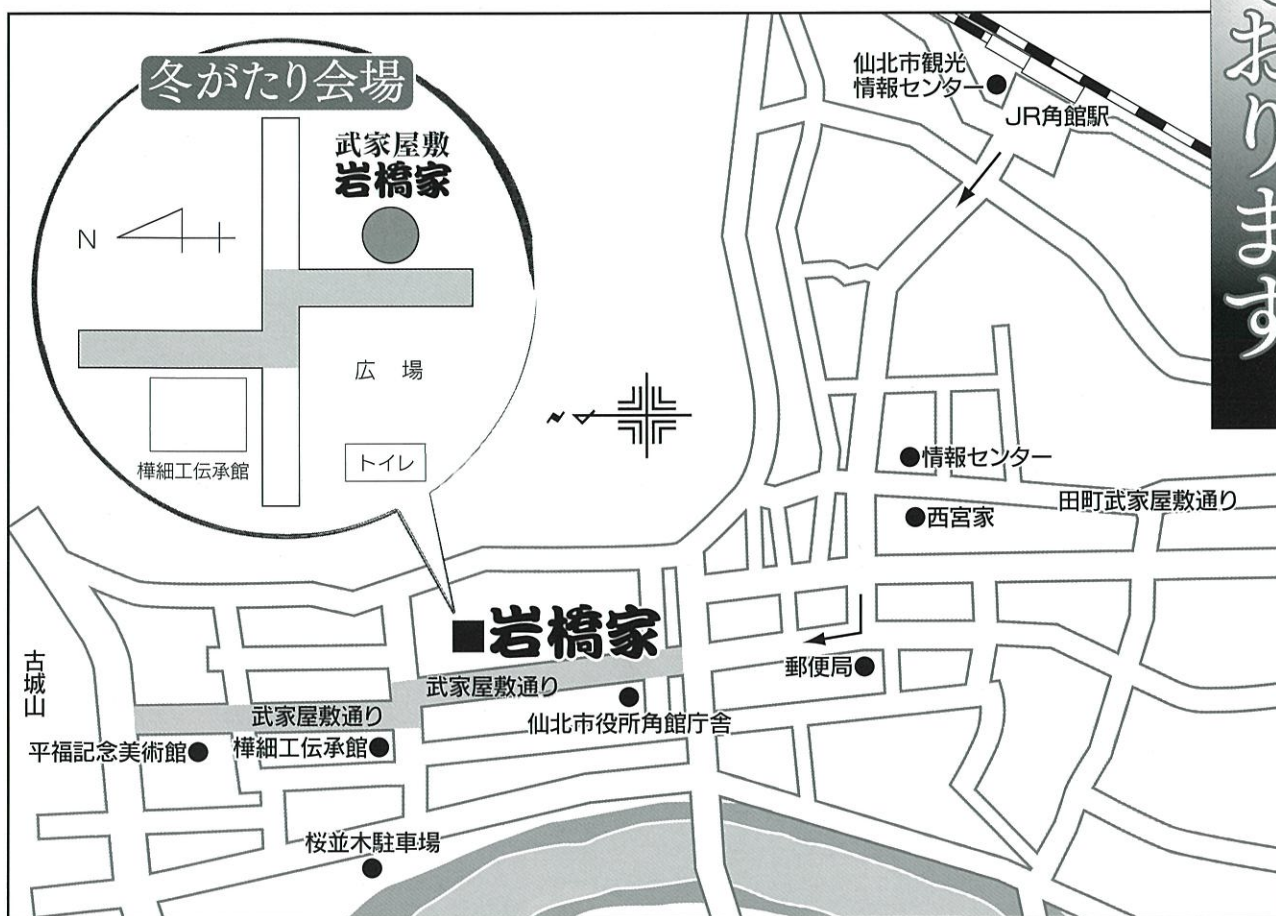 冬がたり会場
武家屋敷
岩橋家
N
広 場
樺細工伝承館
トイレ
仙北市観光
情報センター
JR角館駅
おります
情報センター
西宮家
田町武家屋敷通り
N
岩橋家
郵便局
武家屋敷通り
武家屋敷通り
仙北市役所角館庁舎
古城山
平福記念美術館
樺細工伝承館
桜並木駐車場